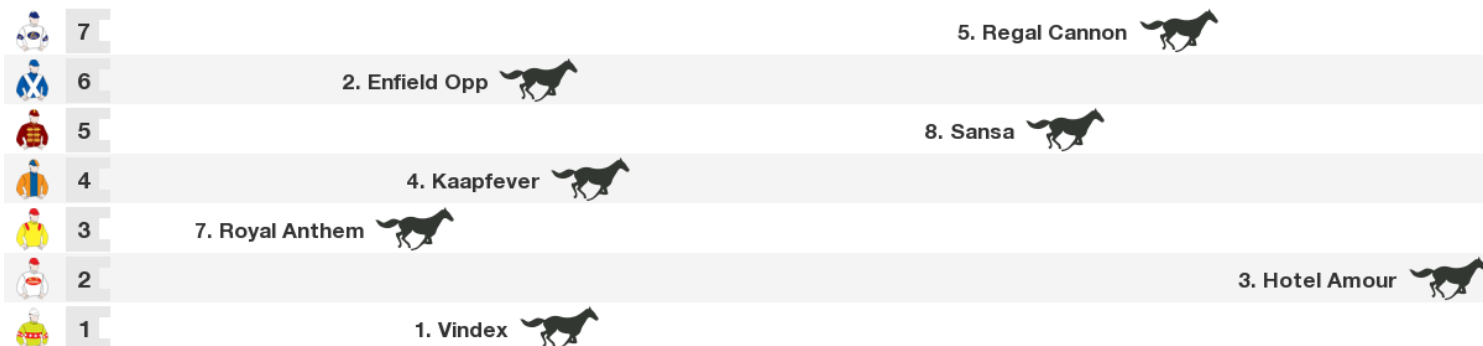 7 5. Regal Cannon
6 2. Enfield Opp
5 8. Sansa
4 4. Kaapfever
3 7. Royal Anthem
2 3. Hotel Amour
1 1. Vindex